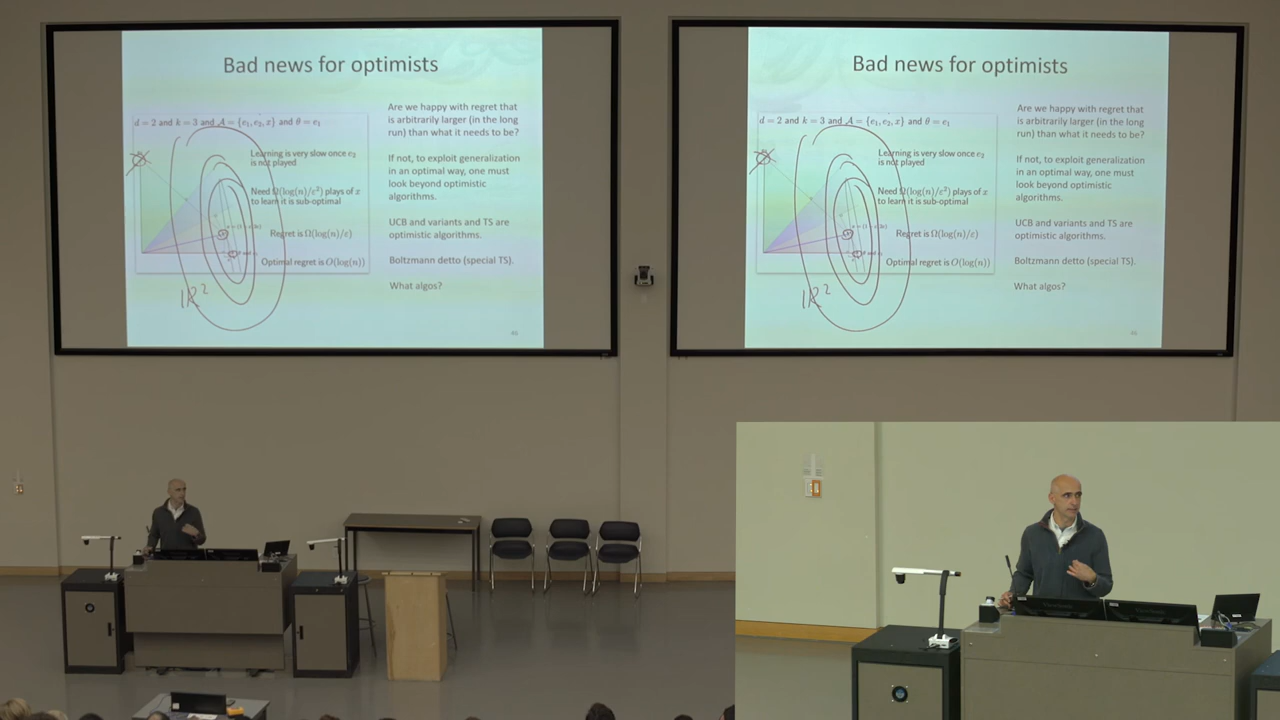 Bad news for optimists
d = 2 and k = 3 and A = {e₁, e₂, x} and θ = e₁
Learning is very slow once e₂
is not played
Need Ω(log(n)/ε²) plays of x
to learn it is sub-optimal
Regret is Ω(log(n)/ε)
Optimal regret is O(log(n))
ℝ²
Are we happy with regret that
is arbitrarily larger (in the long
run) than what it needs to be?
If not, to exploit generalization
in an optimal way, one must
look beyond optimistic
algorithms.
UCB and variants and TS are
optimistic algorithms.
Boltzmann detto (special TS).
What algos?
46
Bad news for optimists
d = 2 and k = 3 and A = {e₁, e₂, x} and θ = e₁
Learning is very slow once e₂
is not played
Need Ω(log(n)/ε²) plays of x
to learn it is sub-optimal
Regret is Ω(log(n)/ε)
Optimal regret is O(log(n))
ℝ²
Are we happy with regret that
is arbitrarily larger (in the long
run) than what it needs to be?
If not, to exploit generalization
in an optimal way, one must
look beyond optimistic
algorithms.
UCB and variants and TS are
optimistic algorithms.
Boltzmann detto (special TS).
What algos?
46